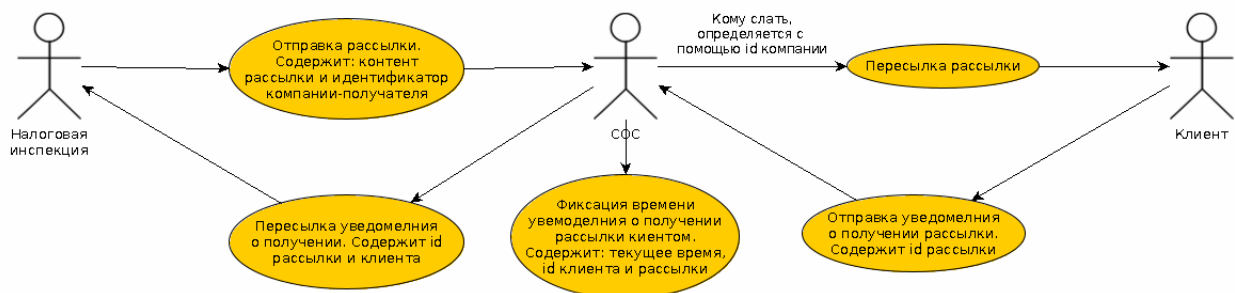 Отправка рассылки.
Содержит: контент
рассылки и идентификатор
компании-получателя
Кому слать,
определяется с
помощью id компании
Пересылка рассылки
Налоговая
инспекция
СОС
Клиент
Пересылка уведомелния
о получении. Содержит id
рассылки и клиента
Фиксация времени
увемоделния о получении
рассылки киентом.
Содержит: текущее время,
id клиента и рассылки
Отправка уведомелния
о получении рассылки.
Содержит id рассылки